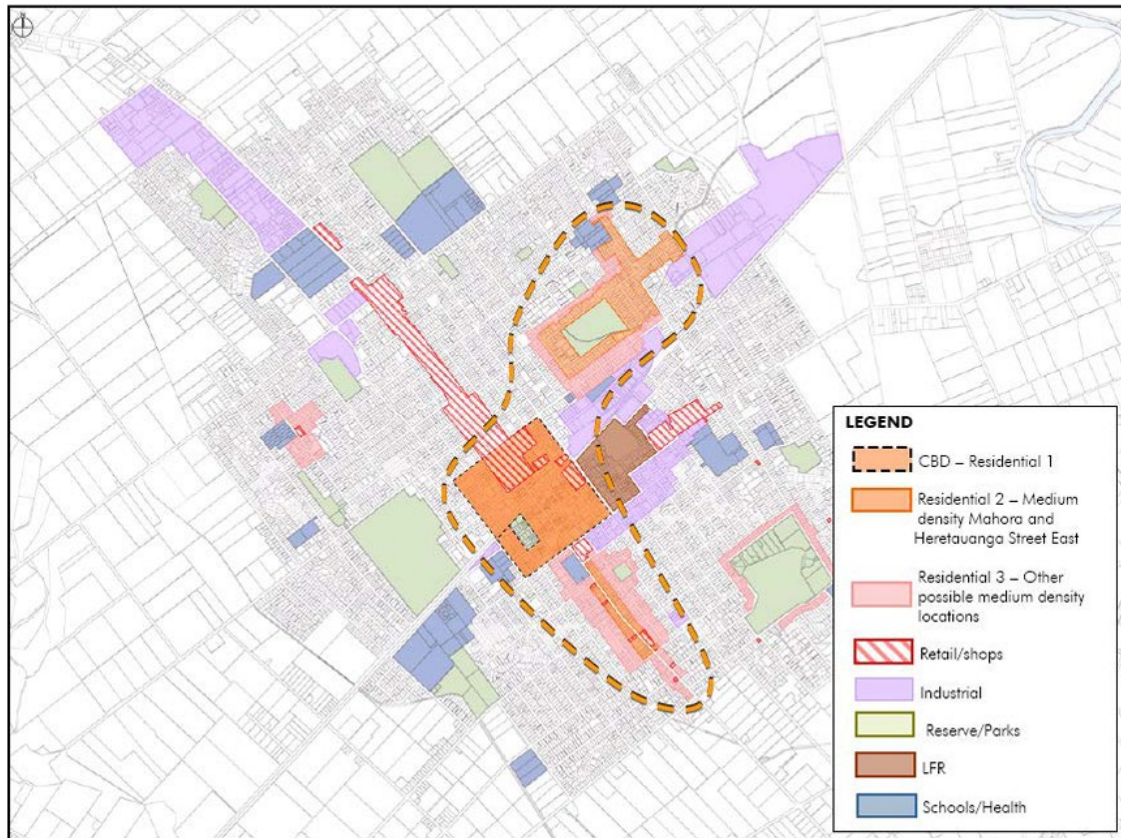 N
LEGEND
CBD – Residential 1
Residential 2 – Medium
density Mahora and
Heretauanga Street East
Residential 3 – Other
possible medium density
locations
Retail/shops
Industrial
Reserve/Parks
LFR
Schools/Health